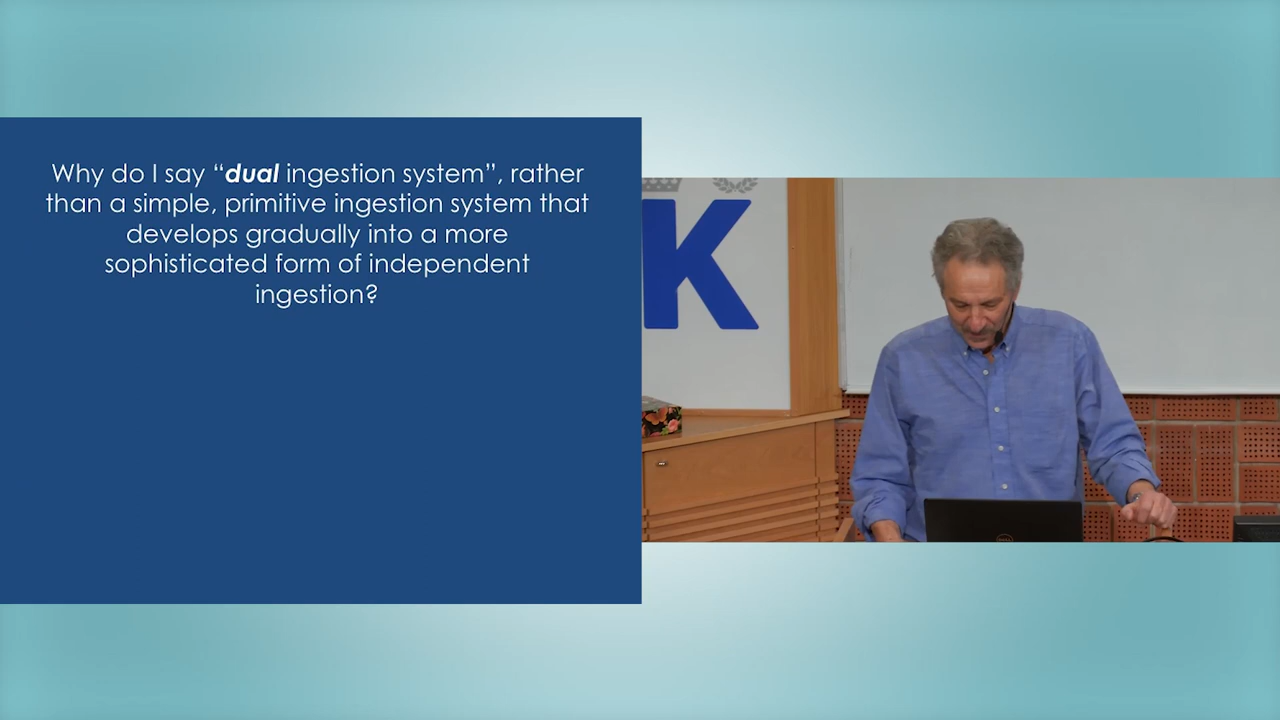 Why do I say “dual ingestion system”, rather
than a simple, primitive ingestion system that
develops gradually into a more
sophisticated form of independent
ingestion?
K
DELL